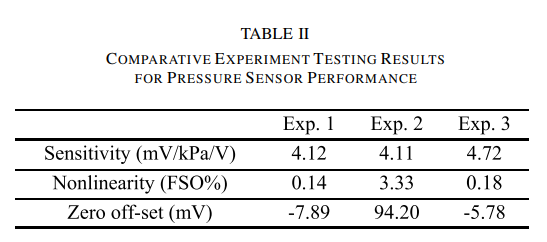 TABLE II
COMPARATIVE EXPERIMENT TESTING RESULTS
FOR PRESSURE SENSOR PERFORMANCE
Exp. 1 Exp. 2 Exp. 3
Sensitivity (mV/kPa/V) 4.12 4.11 4.72
Nonlinearity (FSO%) 0.14 3.33 0.18
Zero off-set (mV) -7.89 94.20 -5.78